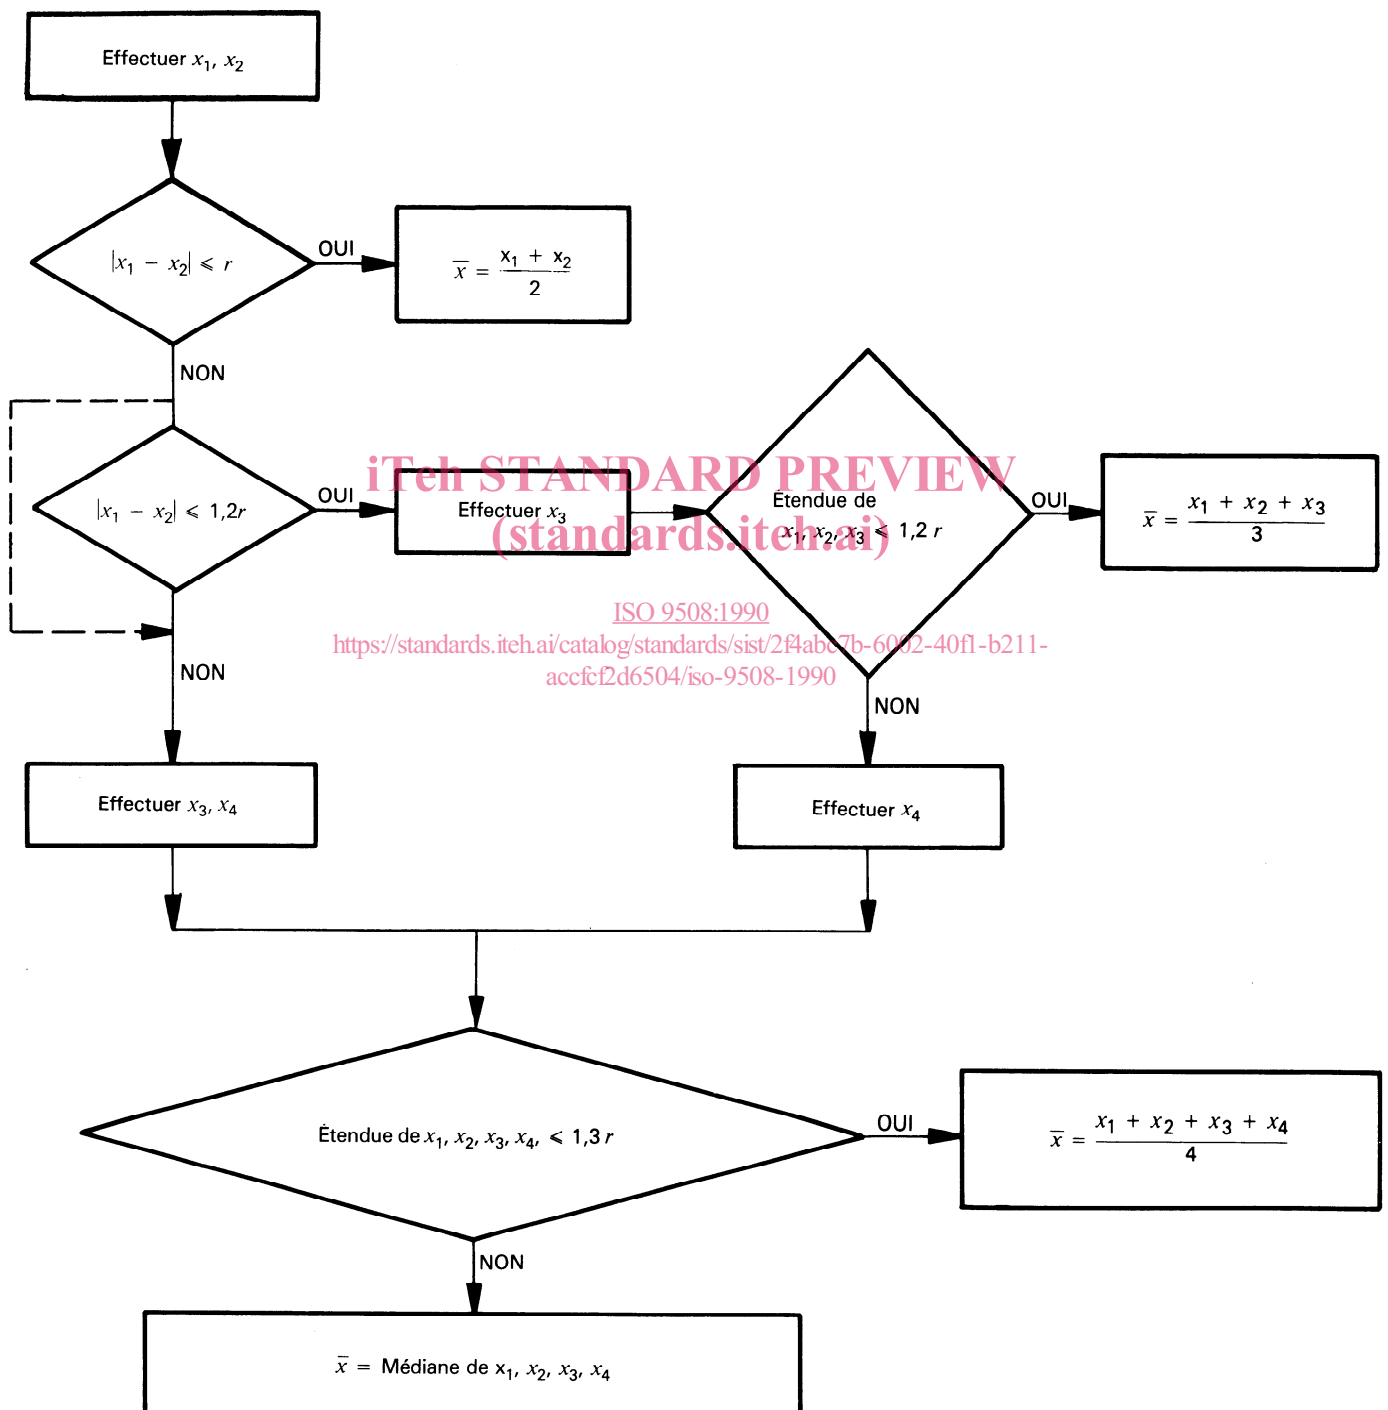 Effectuer x₁, x₂
|x₁ − x₂| ⩽ r
OUI
x̅ = (x₁ + x₂) / 2
NON
|x₁ − x₂| ⩽ 1,2r
OUI
Effectuer x₃
Étendue de
x₁, x₂, x₃ ⩽ 1,2 r
OUI
x̅ = (x₁ + x₂ + x₃) / 3
iTeh STANDARD PREVIEW
(standards.iteh.ai)
ISO 9508:1990
https://standards.iteh.ai/catalog/standards/sist/2f4abc7b-6002-40f1-b211-
accfcf2d6504/iso-9508-1990
NON
NON
Effectuer x₃, x₄
Effectuer x₄
Étendue de x₁, x₂, x₃, x₄, ⩽ 1,3 r
OUI
x̅ = (x₁ + x₂ + x₃ + x₄) / 4
NON
x̅ = Médiane de x₁, x₂, x₃, x₄